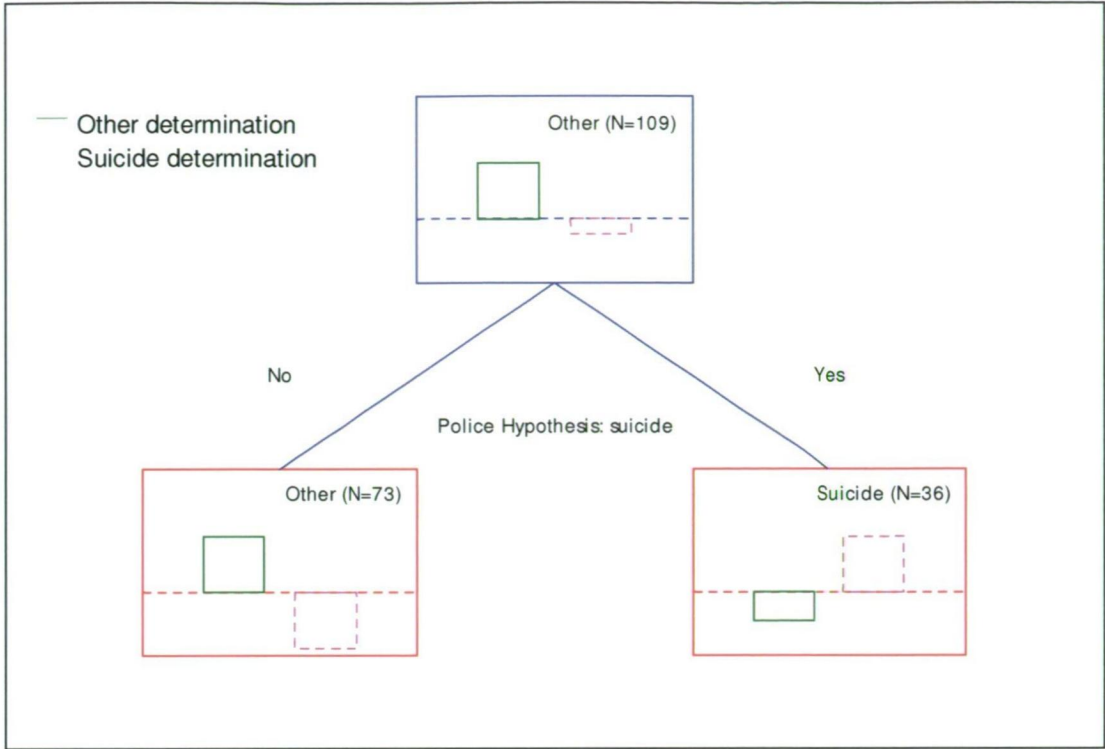 Other determination
Suicide determination
Other (N=109)
No
Yes
Police Hypothesis: suicide
Other (N=73)
Suicide (N=36)